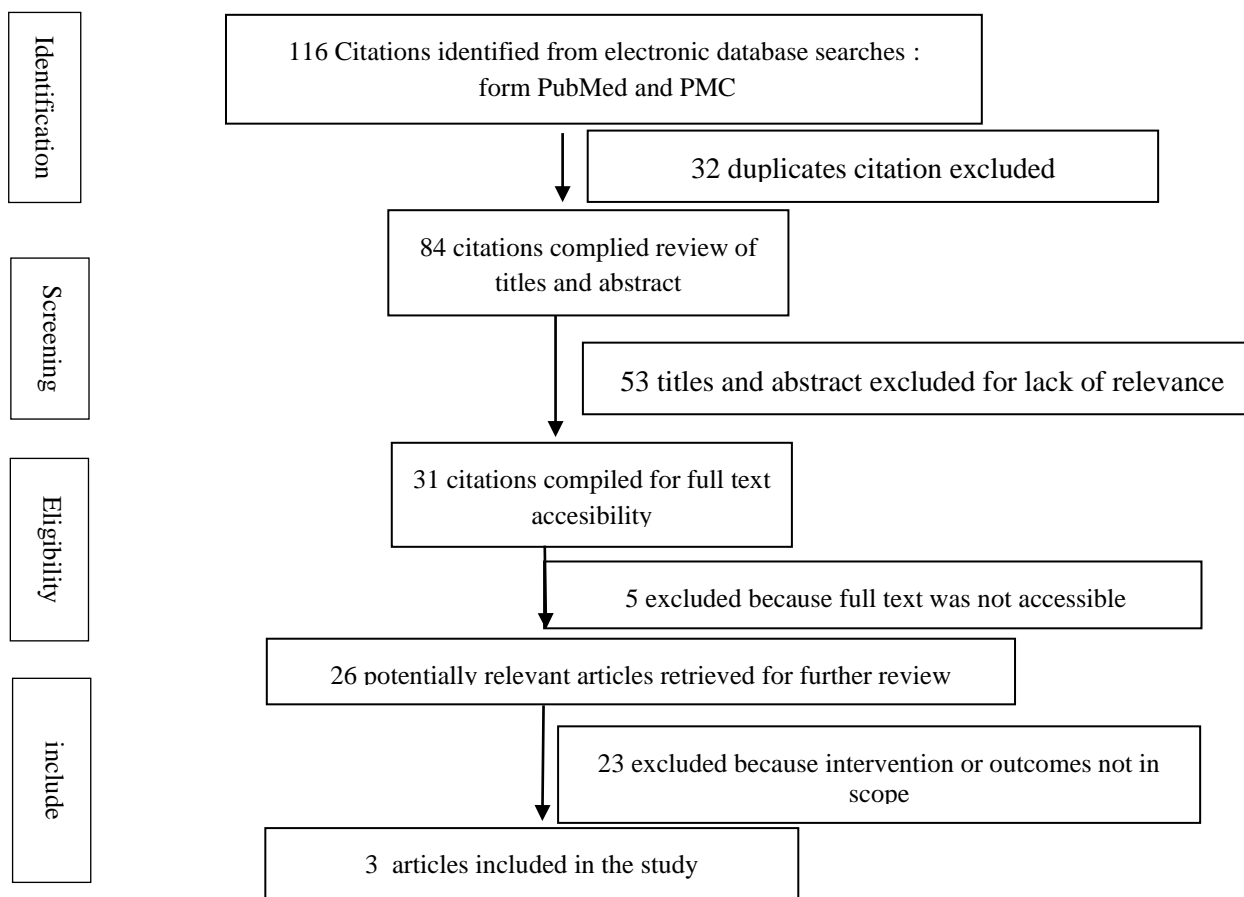 Identification
116 Citations identified from electronic database searches :
form PubMed and PMC
32 duplicates citation excluded
84 citations complied review of
titles and abstract
Screening
53 titles and abstract excluded for lack of relevance
31 citations compiled for full text
accesibility
Eligibility
5 excluded because full text was not accessible
26 potentially relevant articles retrieved for further review
include
23 excluded because intervention or outcomes not in
scope
3 articles included in the study